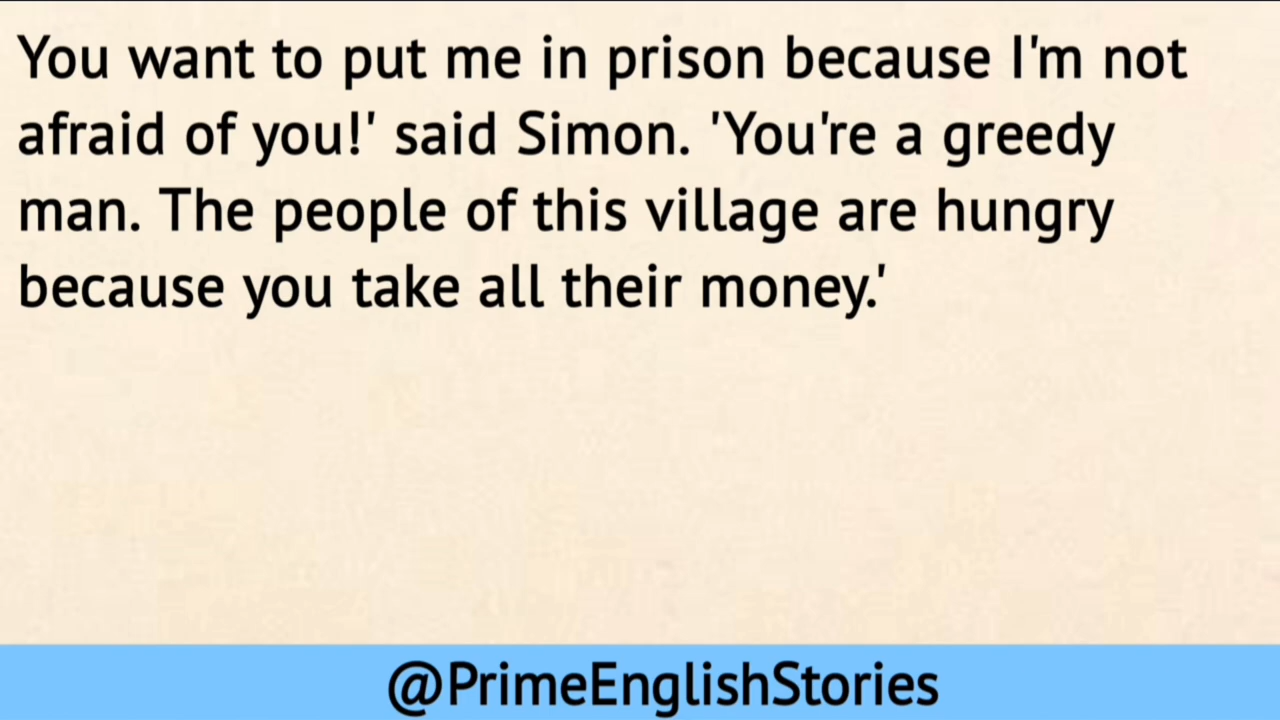 You want to put me in prison because I'm not
afraid of you!' said Simon. 'You're a greedy
man. The people of this village are hungry
because you take all their money.'
@PrimeEnglishStories